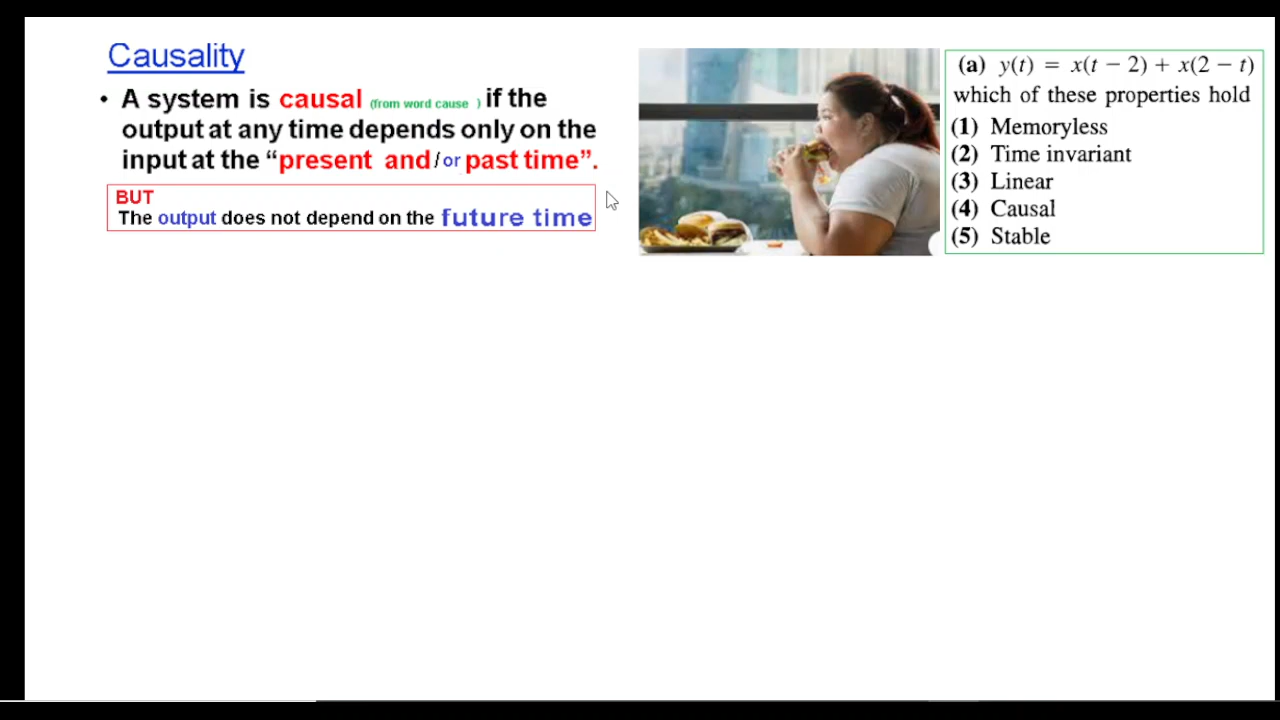 Causality
• A system is causal (from word cause ) if the
output at any time depends only on the
input at the “present and/or past time”.
BUT
The output does not depend on the future time
(a) y(t) = x(t − 2) + x(2 − t)
which of these properties hold
(1) Memoryless
(2) Time invariant
(3) Linear
(4) Causal
(5) Stable